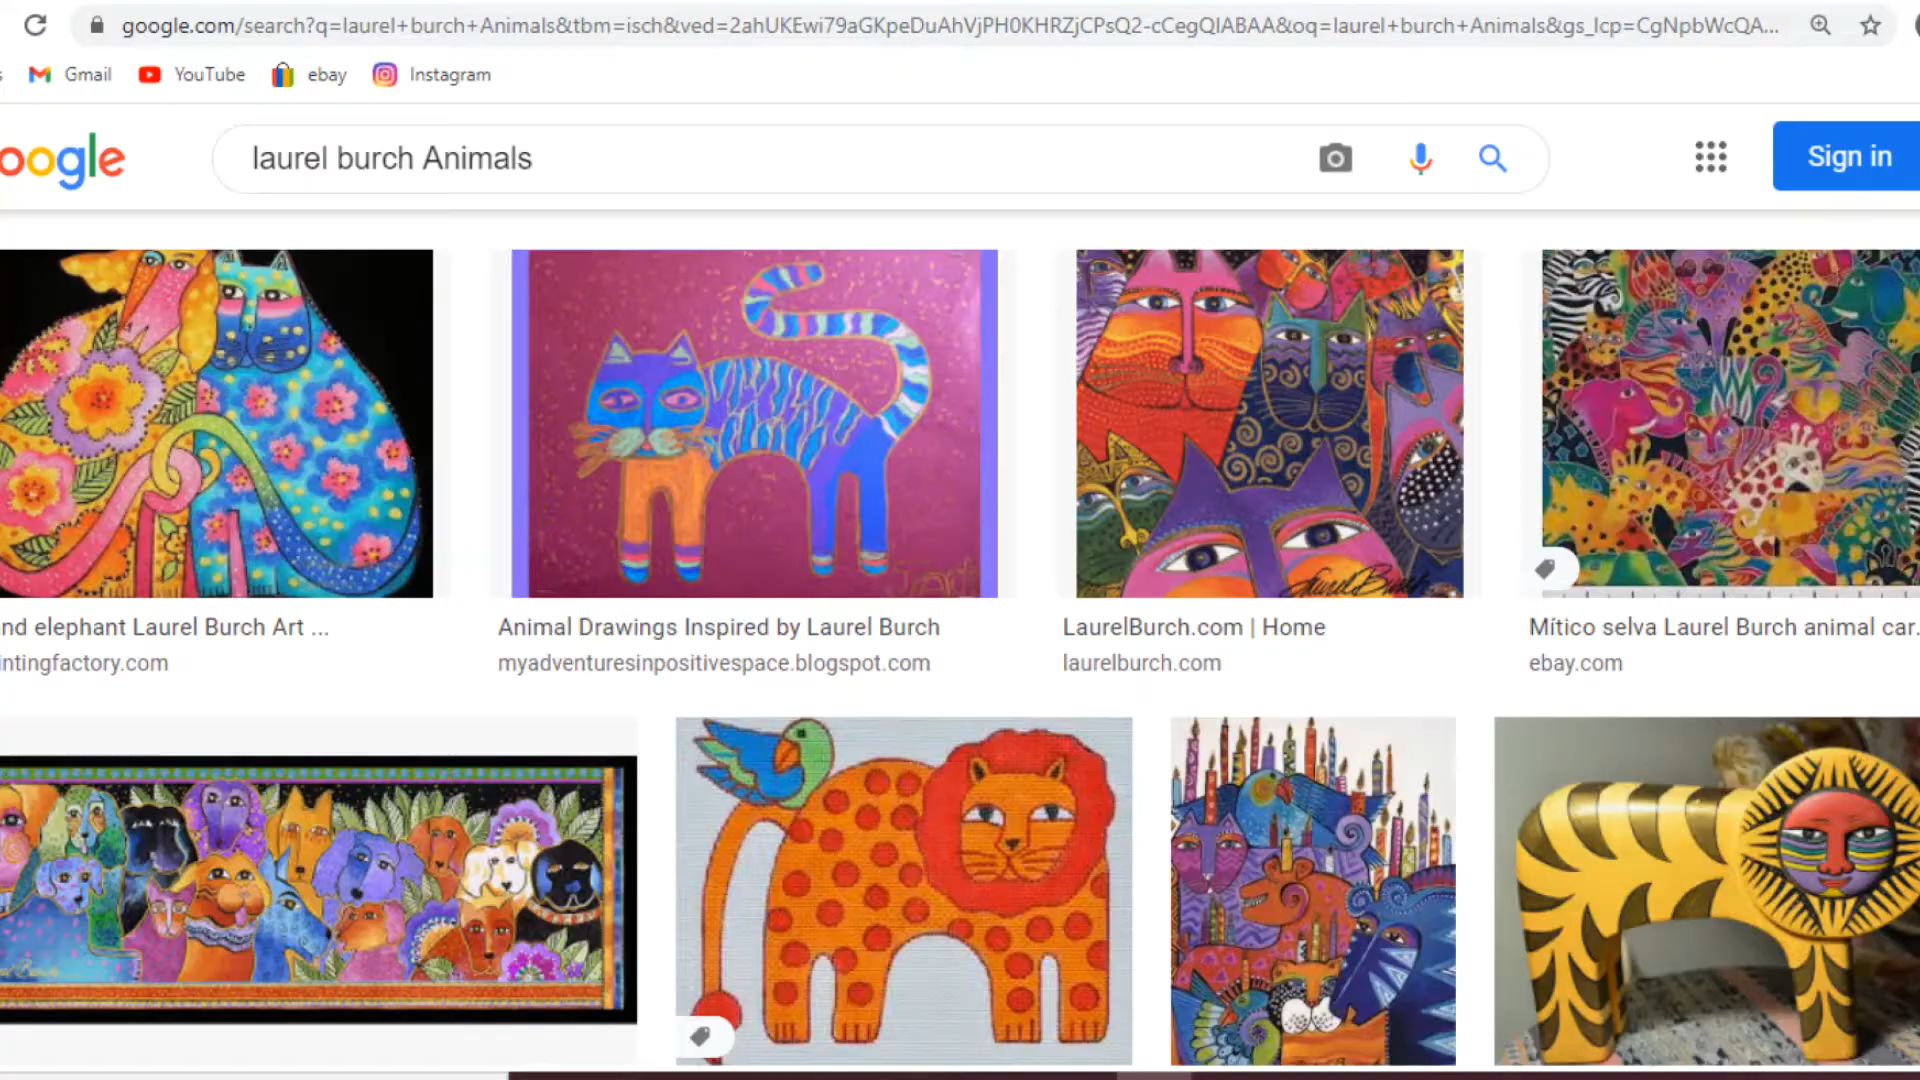 google.com/search?q=laurel+burch+Animals&tbm=isch&ved=2ahUKEwi79aGKpeDuAhVjPH0KHRZjCPsQ2-cCegQIABAA&oq=laurel+burch+Animals&gs_lcp=CgNpbWcQA...
Gmail YouTube ebay Instagram
oogle laurel burch Animals Sign in
Laurel Burch
nd elephant Laurel Burch Art ... Animal Drawings Inspired by Laurel Burch LaurelBurch.com | Home Mítico selva Laurel Burch animal car.
intingfactory.com myadventuresinpositivespace.blogspot.com laurelburch.com ebay.com